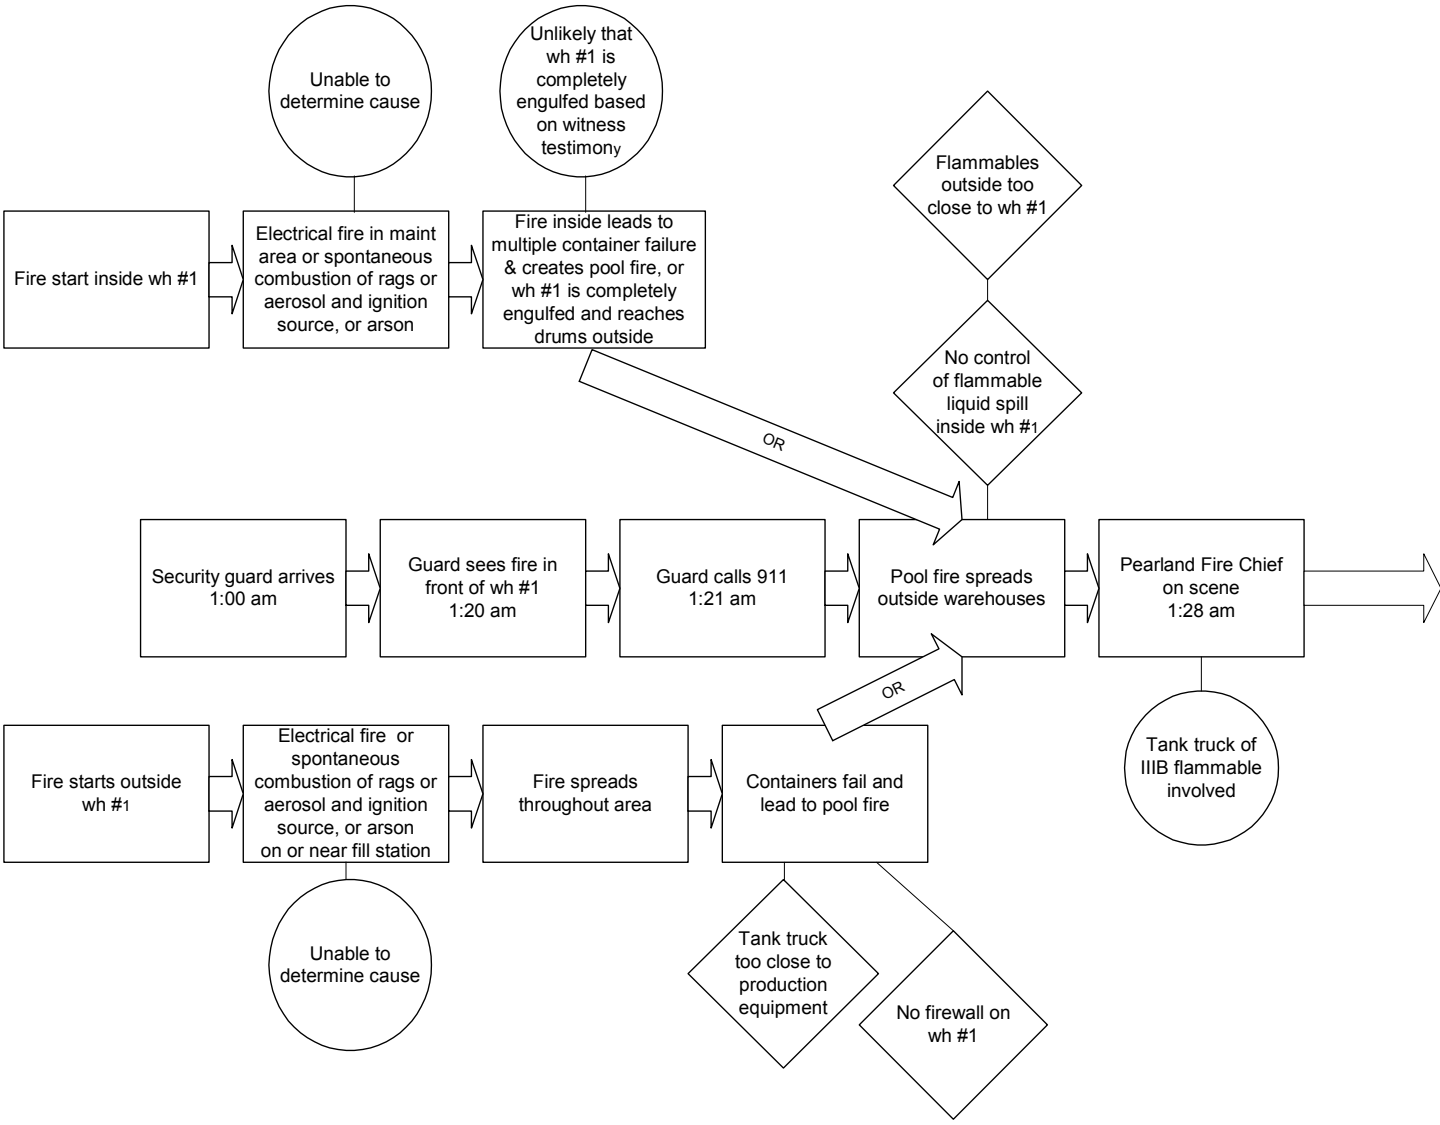 Unable to
determine cause
Unlikely that
wh #1 is
completely
engulfed based
on witness
testimony
Flammables
outside too
close to wh #1
Fire start inside wh #1
Electrical fire in maint
area or spontaneous
combustion of rags or
aerosol and ignition
source, or arson
Fire inside leads to
multiple container failure
& creates pool fire, or
wh #1 is completely
engulfed and reaches
drums outside
No control
of flammable
liquid spill
inside wh #1
OR
Security guard arrives
1:00 am
Guard sees fire in
front of wh #1
1:20 am
Guard calls 911
1:21 am
Pool fire spreads
outside warehouses
Pearland Fire Chief
on scene
1:28 am
OR
Fire starts outside
wh #1
Electrical fire or
spontaneous
combustion of rags or
aerosol and ignition
source, or arson
on or near fill station
Fire spreads
throughout area
Containers fail and
lead to pool fire
Tank truck of
IIIB flammable
involved
Unable to
determine cause
Tank truck
too close to
production
equipment
No firewall on
wh #1